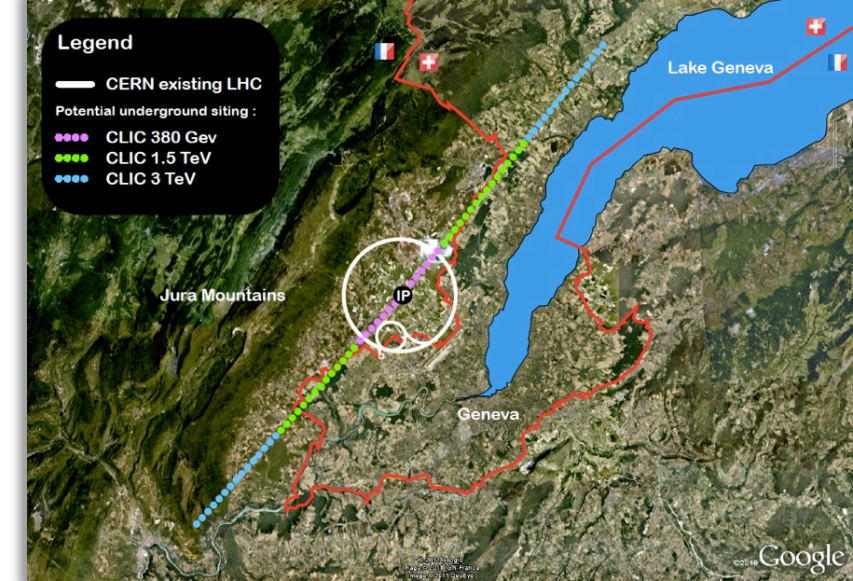 Legend
CERN existing LHC
Potential underground siting :
CLIC 380 Gev
CLIC 1.5 TeV
CLIC 3 TeV
Lake Geneva
Jura Mountains
IP
Geneva
©2010 Google